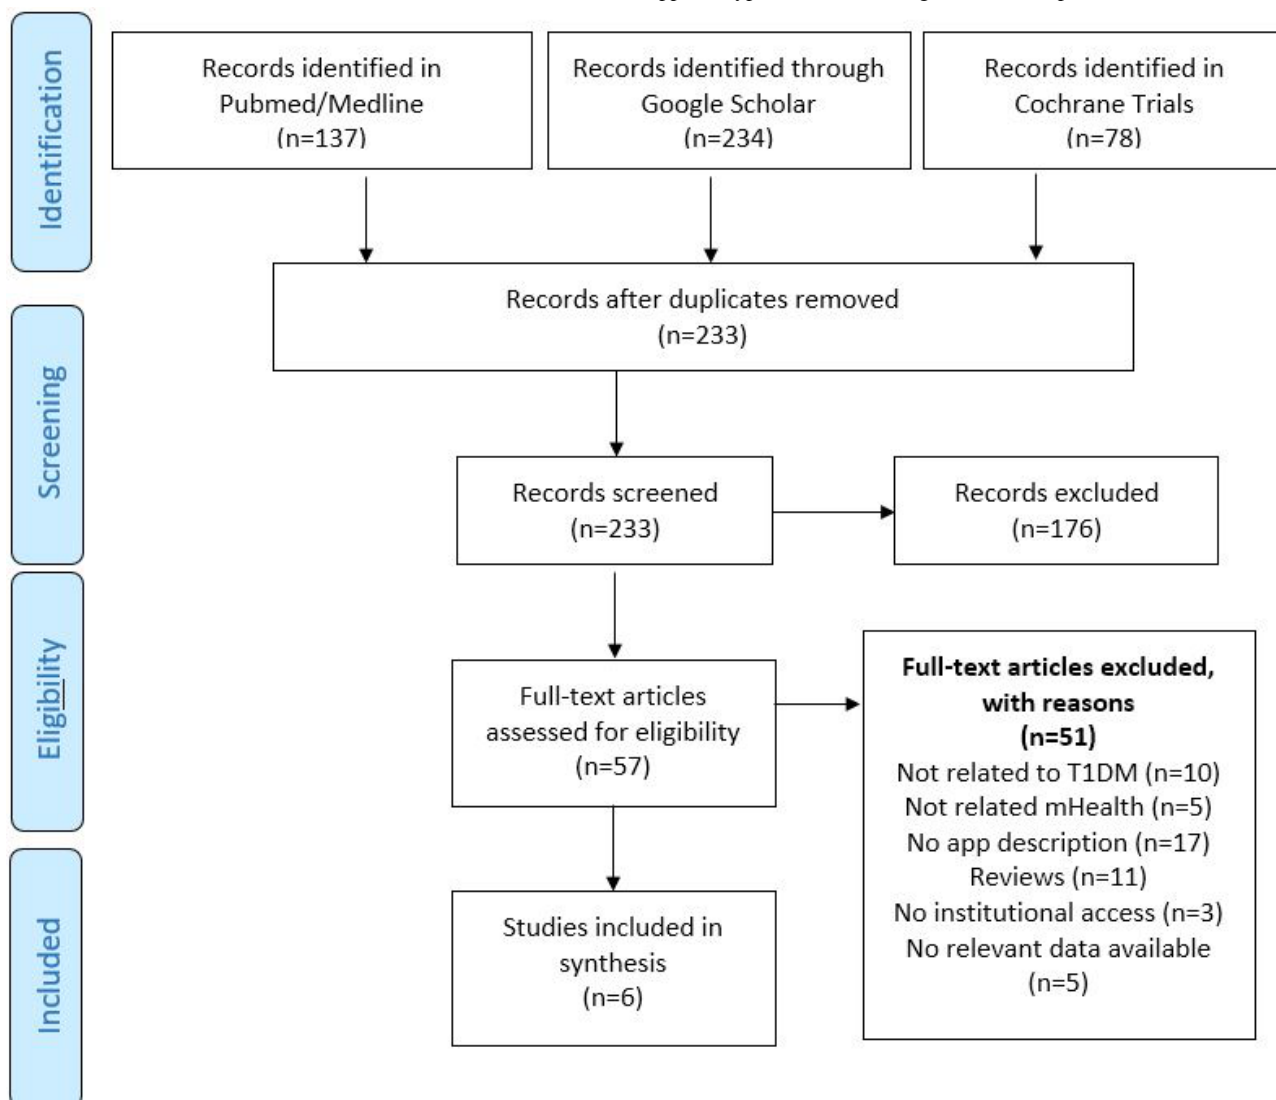 Identification
Records identified in
Pubmed/Medline
(n=137)
Records identified through
Google Scholar
(n=234)
Records identified in
Cochrane Trials
(n=78)
Records after duplicates removed
(n=233)
Screening
Records screened
(n=233)
Records excluded
(n=176)
Eligibility
Full-text articles
assessed for eligibility
(n=57)
Full-text articles excluded,
with reasons
(n=51)
Not related to T1DM (n=10)
Not related mHealth (n=5)
No app description (n=17)
Reviews (n=11)
No institutional access (n=3)
No relevant data available
(n=5)
Included
Studies included in
synthesis
(n=6)